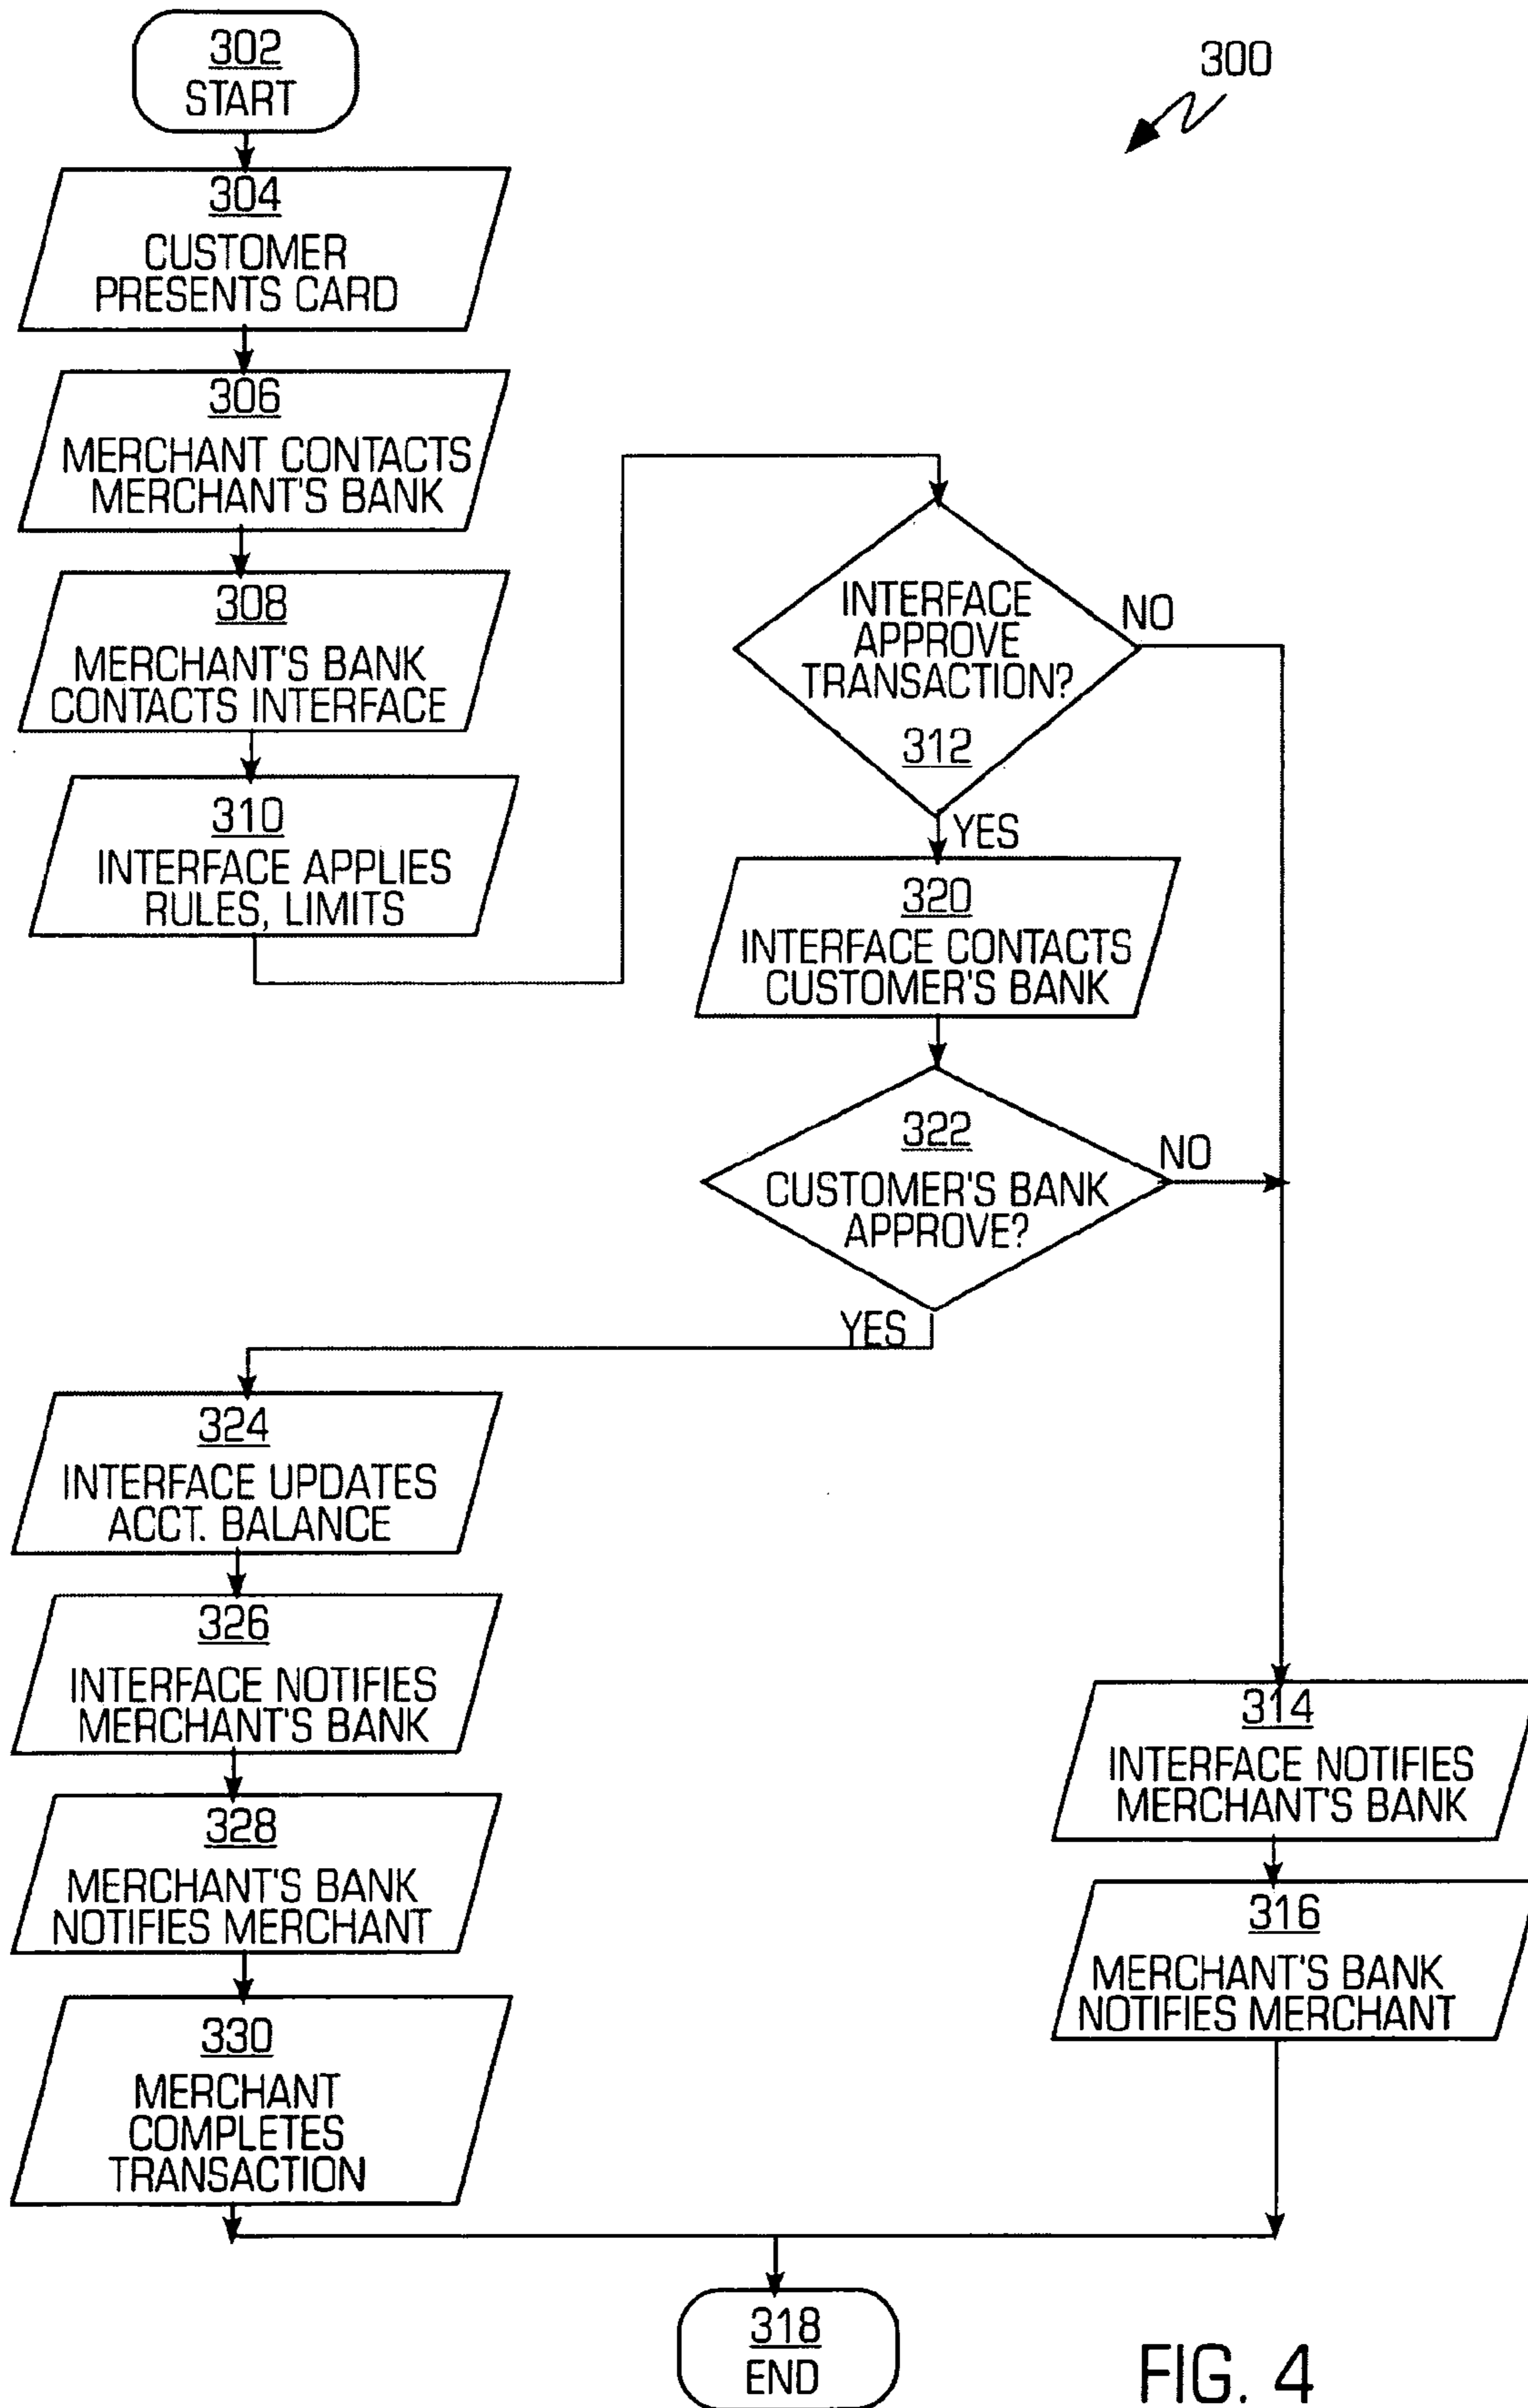 302
START
300
304
CUSTOMER
PRESENTS CARD
306
MERCHANT CONTACTS
MERCHANT'S BANK
308
MERCHANT'S BANK
CONTACTS INTERFACE
310
INTERFACE APPLIES
RULES, LIMITS
INTERFACE
APPROVE
TRANSACTION?
312
NO
YES
320
INTERFACE CONTACTS
CUSTOMER'S BANK
322
CUSTOMER'S BANK
APPROVE?
NO
YES
324
INTERFACE UPDATES
ACCT. BALANCE
326
INTERFACE NOTIFIES
MERCHANT'S BANK
328
MERCHANT'S BANK
NOTIFIES MERCHANT
330
MERCHANT
COMPLETES
TRANSACTION
314
INTERFACE NOTIFIES
MERCHANT'S BANK
316
MERCHANT'S BANK
NOTIFIES MERCHANT
318
END
FIG. 4